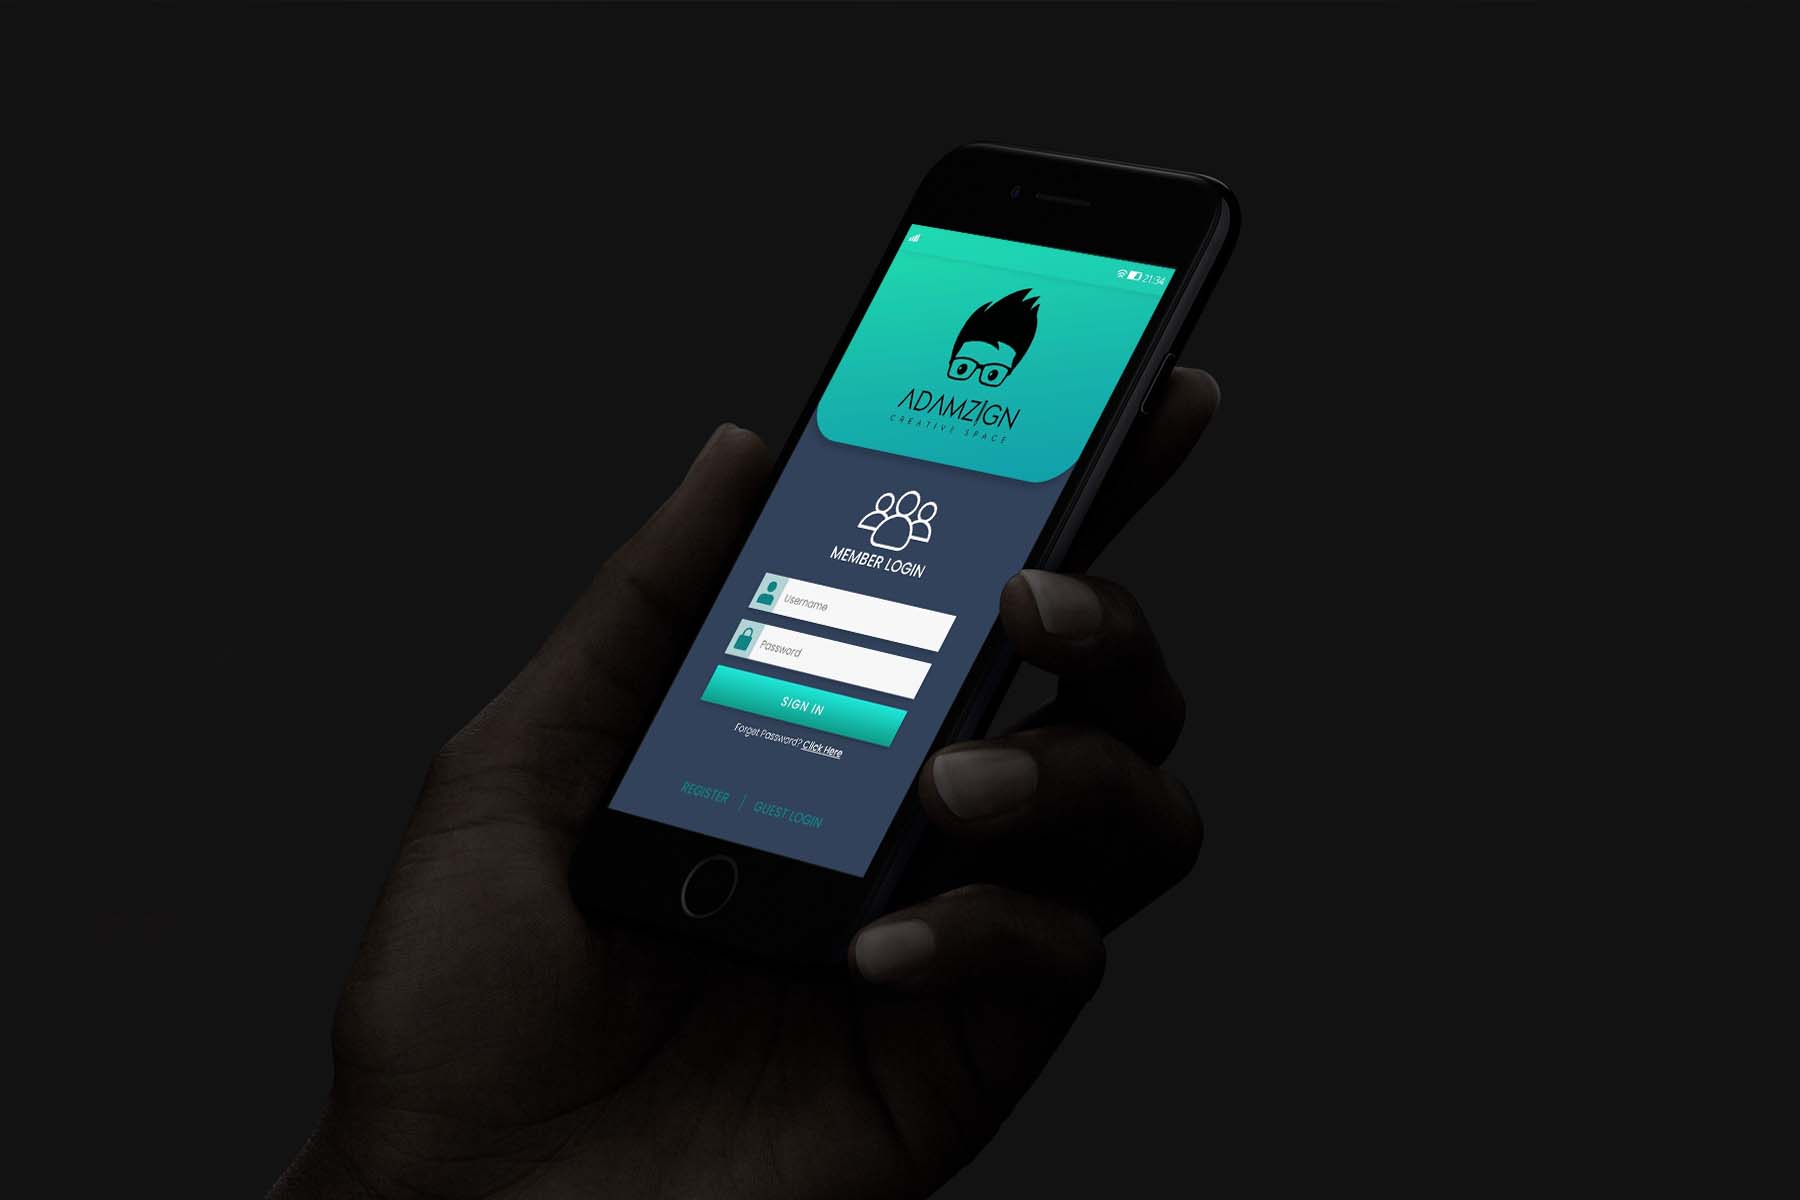 21:34
ADAMZIGN
CREATIVE SPACE
MEMBER LOGIN
Username
Password
SIGN IN
Forget Password? Click Here
REGISTER | GUEST LOGIN